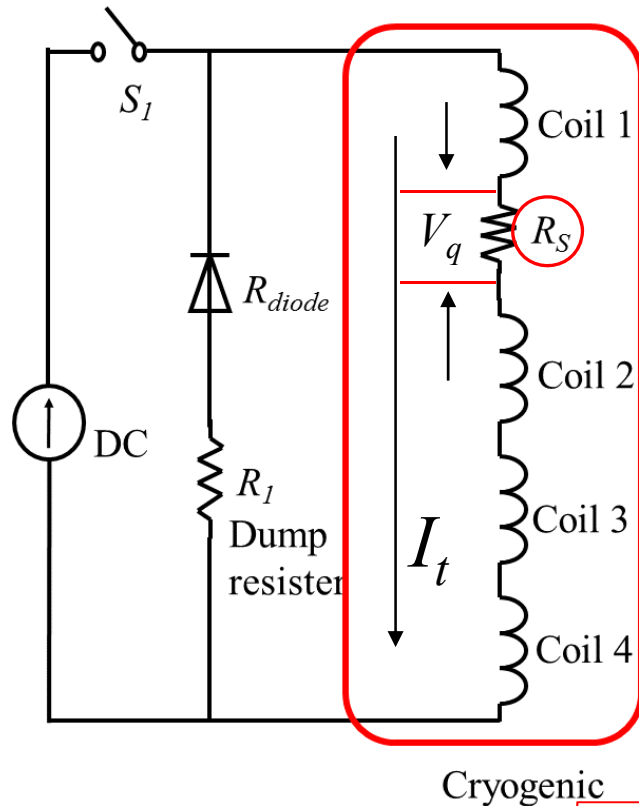 S1
Coil 1
Vq
RS
Rdiode
Coil 2
DC
R1
Dump
resister
It
Coil 3
Coil 4
Cryogenic